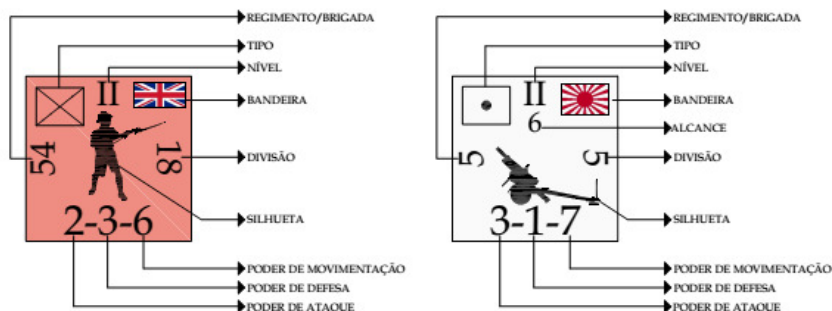 REGIMENTO/BRIGADA
TIPO
NÍVEL
BANDEIRA
DIVISÃO
SILHUETA
PODER DE MOVIMENTAÇÃO
PODER DE DEFESA
PODER DE ATAQUE
II
54
18
2-3-6
REGIMENTO/BRIGADA
TIPO
NÍVEL
BANDEIRA
ALCANCE
DIVISÃO
SILHUETA
PODER DE MOVIMENTAÇÃO
PODER DE DEFESA
PODER DE ATAQUE
II
6
5
5
3-1-7